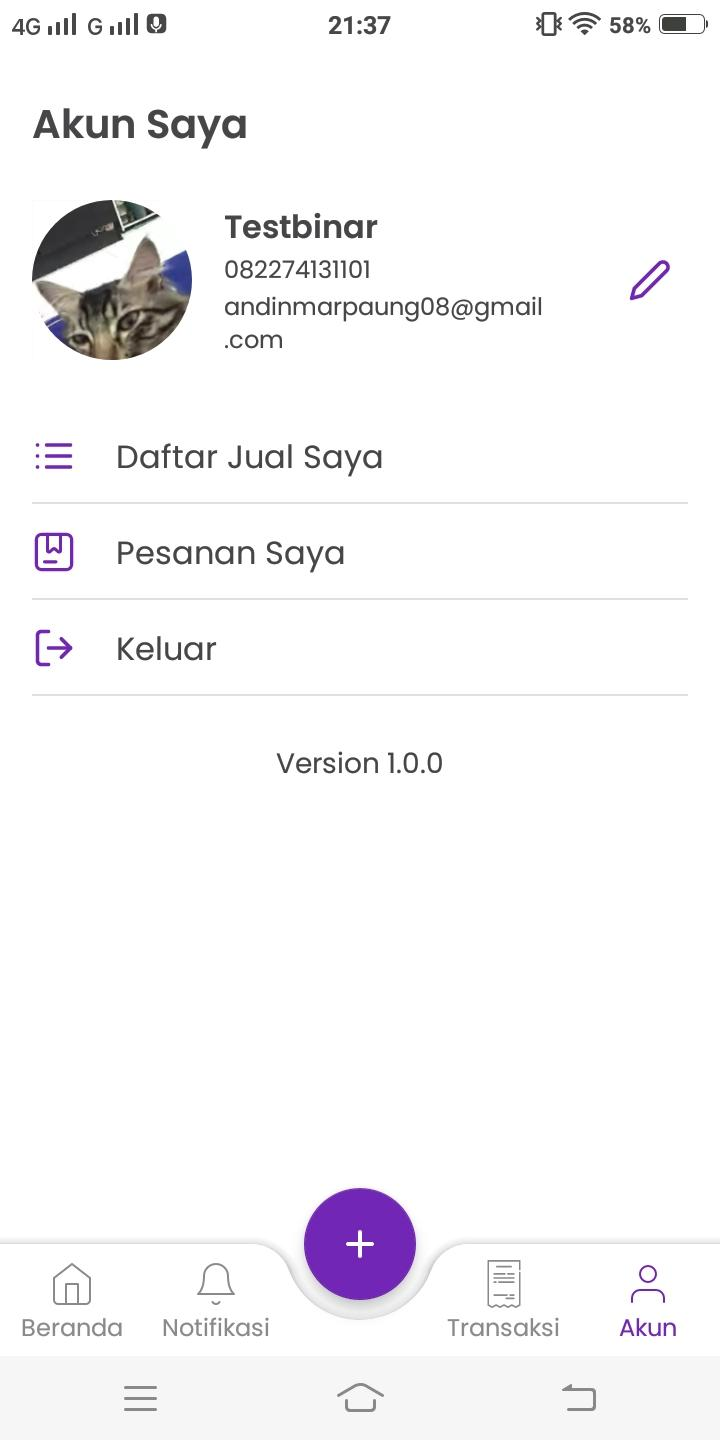 4G G 21:37 58%
Akun Saya
Testbinar
082274131101
andinmarpaung08@gmail
.com
Daftar Jual Saya
Pesanan Saya
Keluar
Version 1.0.0
Beranda Notifikasi Transaksi Akun